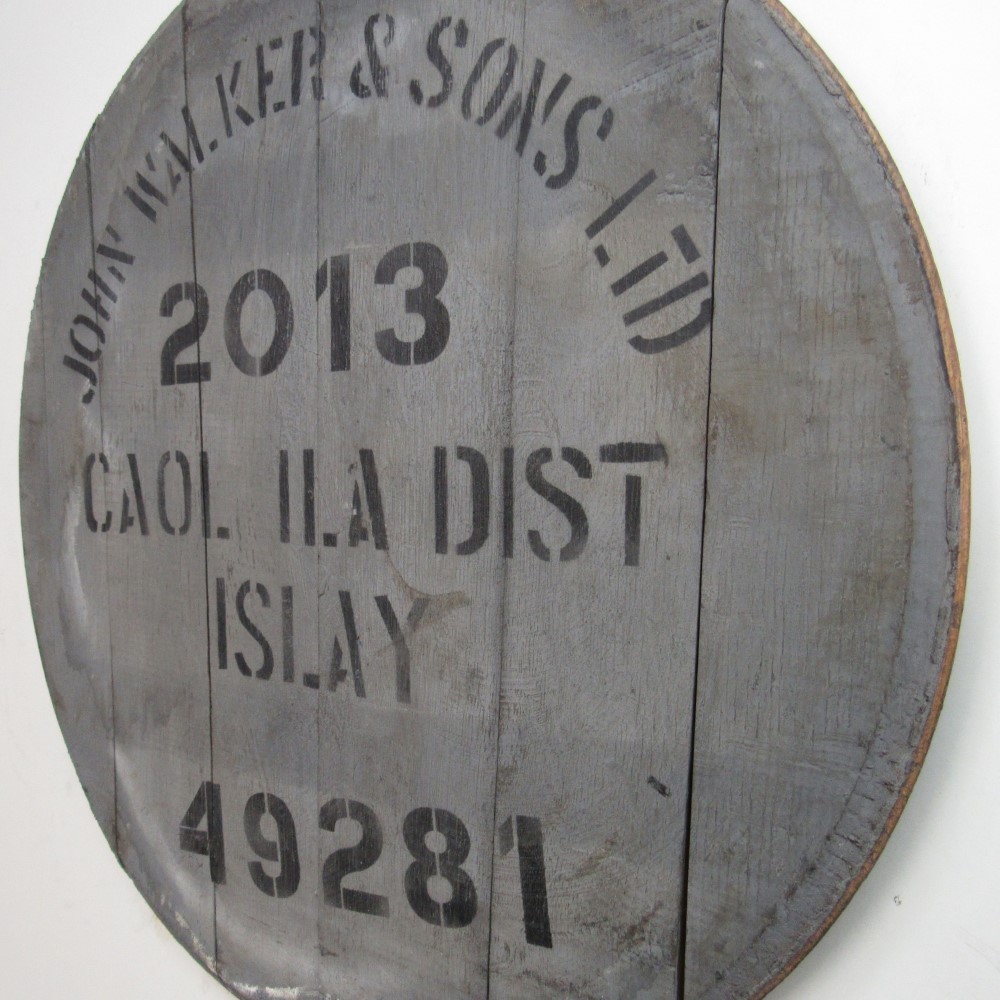 JOHN WALKER & SONS LTD
2013
CAOL ILA DIST
ISLAY
49281